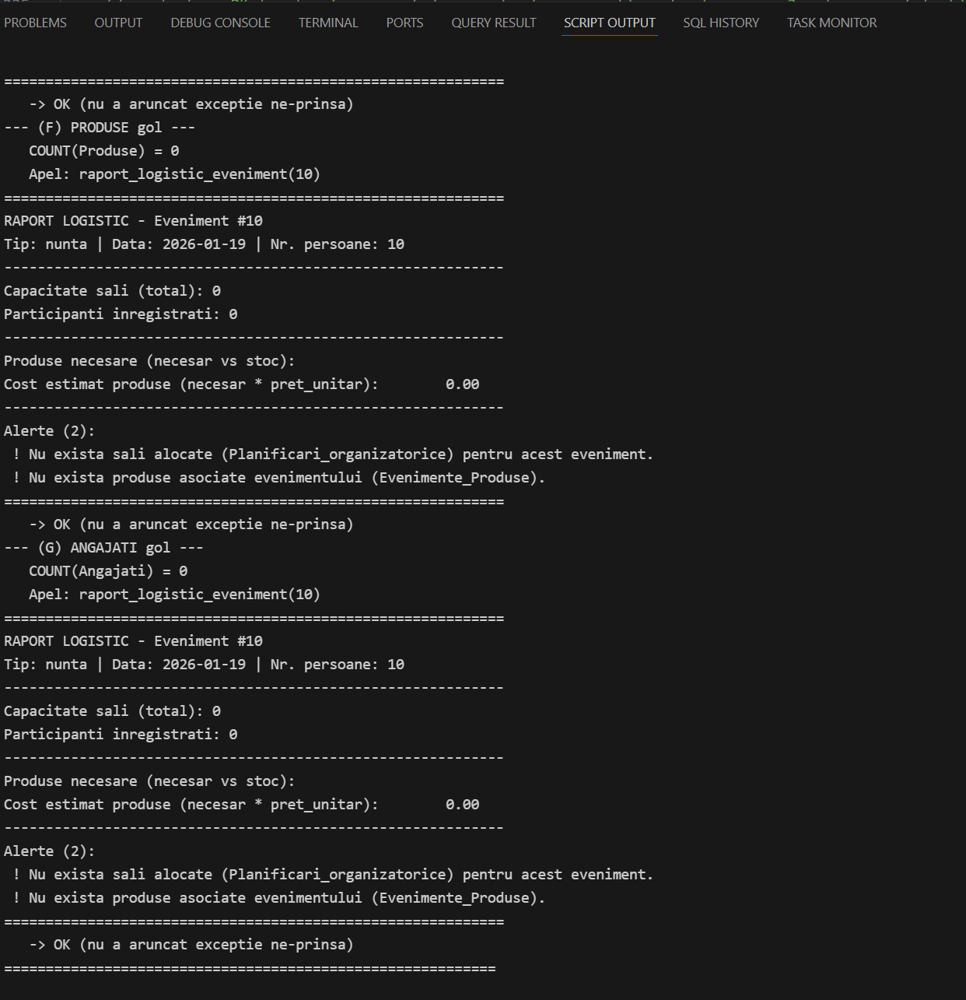 PROBLEMS OUTPUT DEBUG CONSOLE TERMINAL PORTS QUERY RESULT SCRIPT OUTPUT SQL HISTORY TASK MONITOR
============================================================
   -> OK (nu a aruncat exceptie ne-prinsa)
--- (F) PRODUSE gol ---
   COUNT(Produse) = 0
   Apel: raport_logistic_eveniment(10)
============================================================
RAPORT LOGISTIC - Eveniment #10
Tip: nunta | Data: 2026-01-19 | Nr. persoane: 10
------------------------------------------------------------
Capacitate sali (total): 0
Participanti inregistrati: 0
------------------------------------------------------------
Produse necesare (necesar vs stoc):
Cost estimat produse (necesar * pret_unitar):        0.00
------------------------------------------------------------
Alerte (2):
 ! Nu exista sali alocate (Planificari_organizatorice) pentru acest eveniment.
 ! Nu exista produse asociate evenimentului (Evenimente_Produse).
============================================================
   -> OK (nu a aruncat exceptie ne-prinsa)
--- (G) ANGAJATI gol ---
   COUNT(Angajati) = 0
   Apel: raport_logistic_eveniment(10)
============================================================
RAPORT LOGISTIC - Eveniment #10
Tip: nunta | Data: 2026-01-19 | Nr. persoane: 10
------------------------------------------------------------
Capacitate sali (total): 0
Participanti inregistrati: 0
------------------------------------------------------------
Produse necesare (necesar vs stoc):
Cost estimat produse (necesar * pret_unitar):        0.00
------------------------------------------------------------
Alerte (2):
 ! Nu exista sali alocate (Planificari_organizatorice) pentru acest eveniment.
 ! Nu exista produse asociate evenimentului (Evenimente_Produse).
============================================================
   -> OK (nu a aruncat exceptie ne-prinsa)
===========================================================